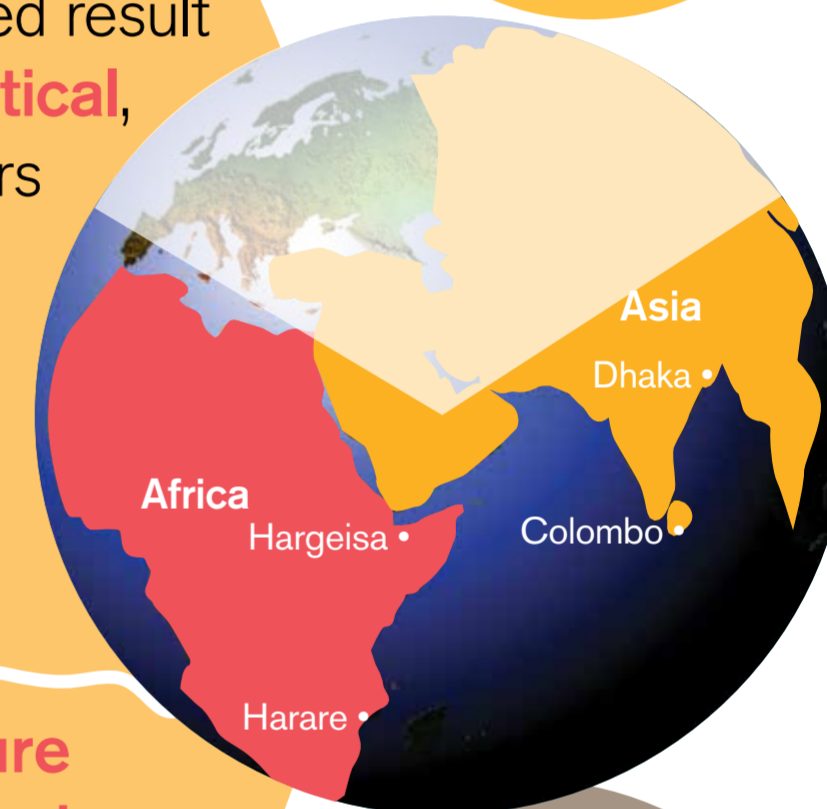 ed result
tical,
rs
Asia
Dhaka
Africa
Hargeisa
Colombo
Harare
ure